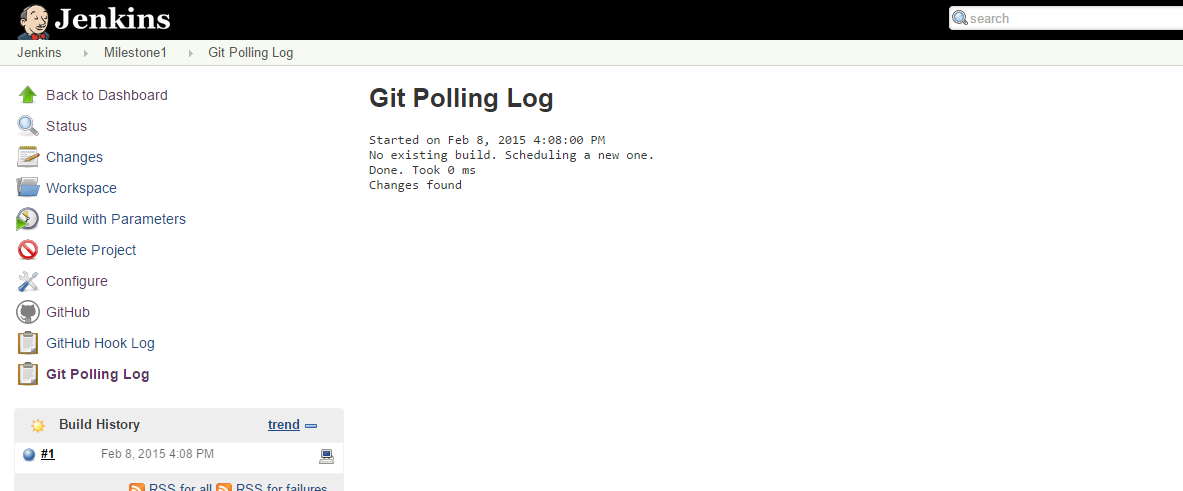 Jenkins
search
Jenkins Milestone1 Git Polling Log
Back to Dashboard
Status
Changes
Workspace
Build with Parameters
Delete Project
Configure
GitHub
GitHub Hook Log
Git Polling Log
Build History trend
#1 Feb 8, 2015 4:08 PM
RSS for all RSS for failures
Git Polling Log
Started on Feb 8, 2015 4:08:00 PM
No existing build. Scheduling a new one.
Done. Took 0 ms
Changes found